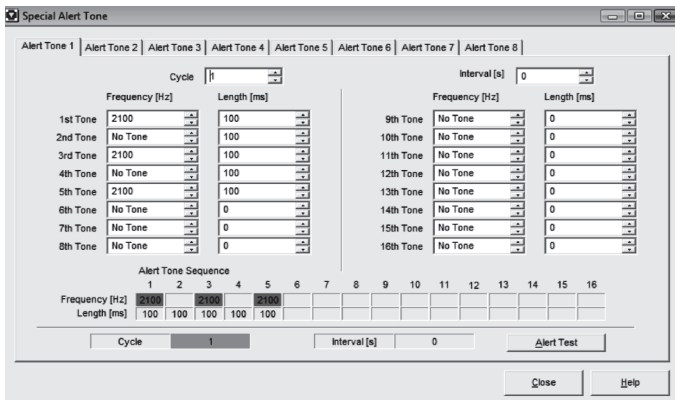 Special Alert Tone
Alert Tone 1 Alert Tone 2 Alert Tone 3 Alert Tone 4 Alert Tone 5 Alert Tone 6 Alert Tone 7 Alert Tone 8
Cycle 1 Interval [s] 0
Frequency [Hz] Length [ms] Frequency [Hz] Length [ms]
1st Tone 2100 100 9th Tone No Tone 0
2nd Tone No Tone 100 10th Tone No Tone 0
3rd Tone 2100 100 11th Tone No Tone 0
4th Tone No Tone 100 12th Tone No Tone 0
5th Tone 2100 100 13th Tone No Tone 0
6th Tone No Tone 0 14th Tone No Tone 0
7th Tone No Tone 0 15th Tone No Tone 0
8th Tone No Tone 0 16th Tone No Tone 0
Alert Tone Sequence
1 2 3 4 5 6 7 8 9 10 11 12 13 14 15 16
Frequency [Hz] 2100 2100 2100
Length [ms] 100 100 100 100 100
Cycle 1 Interval [s] 0 Alert Test
Close Help